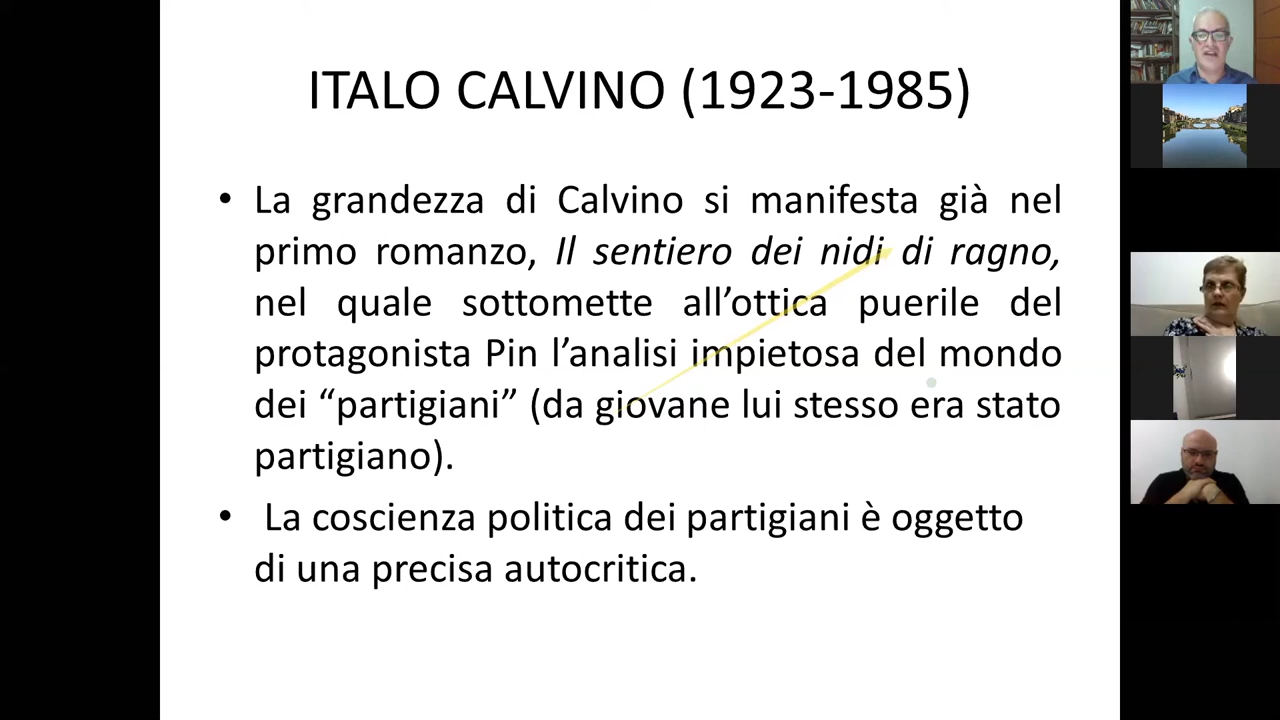 ITALO CALVINO (1923-1985)
• La grandezza di Calvino si manifesta già nel
primo romanzo, Il sentiero dei nidi di ragno,
nel quale sottomette all’ottica puerile del
protagonista Pin l’analisi impietosa del mondo
dei “partigiani” (da giovane lui stesso era stato
partigiano).
• La coscienza politica dei partigiani è oggetto
di una precisa autocritica.